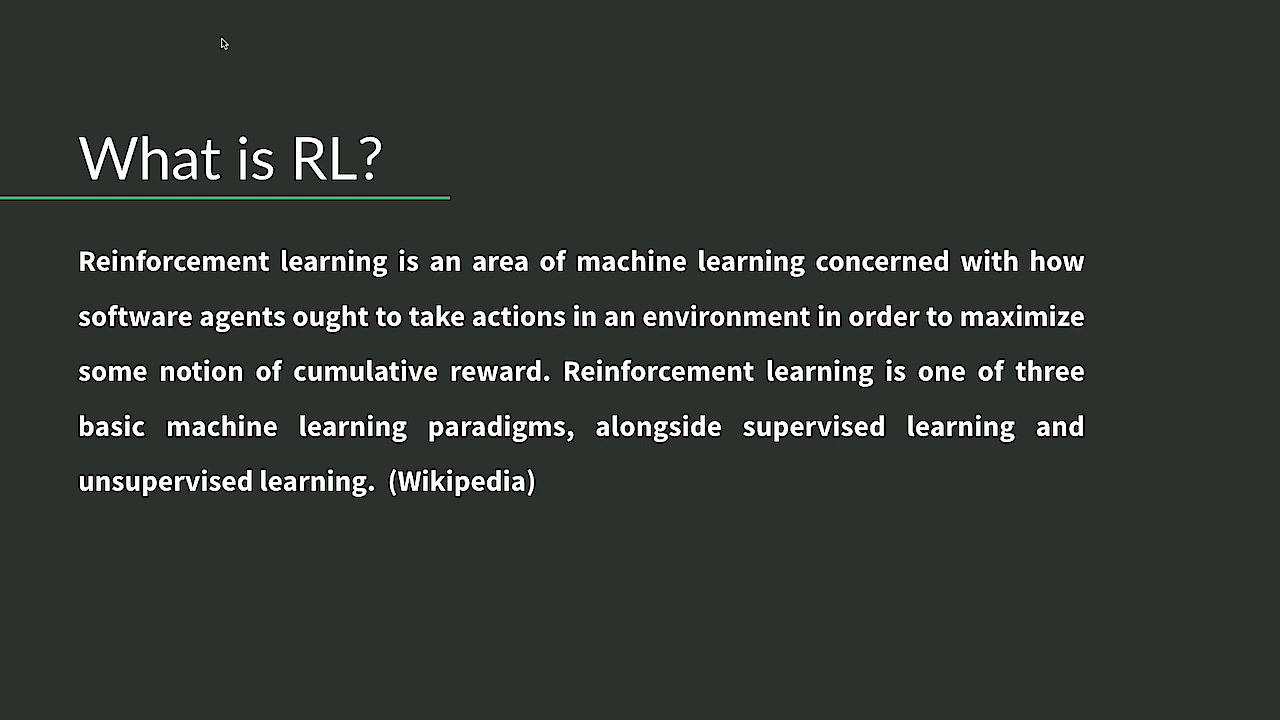 What is RL?
Reinforcement learning is an area of machine learning concerned with how
software agents ought to take actions in an environment in order to maximize
some notion of cumulative reward. Reinforcement learning is one of three
basic machine learning paradigms, alongside supervised learning and
unsupervised learning. (Wikipedia)